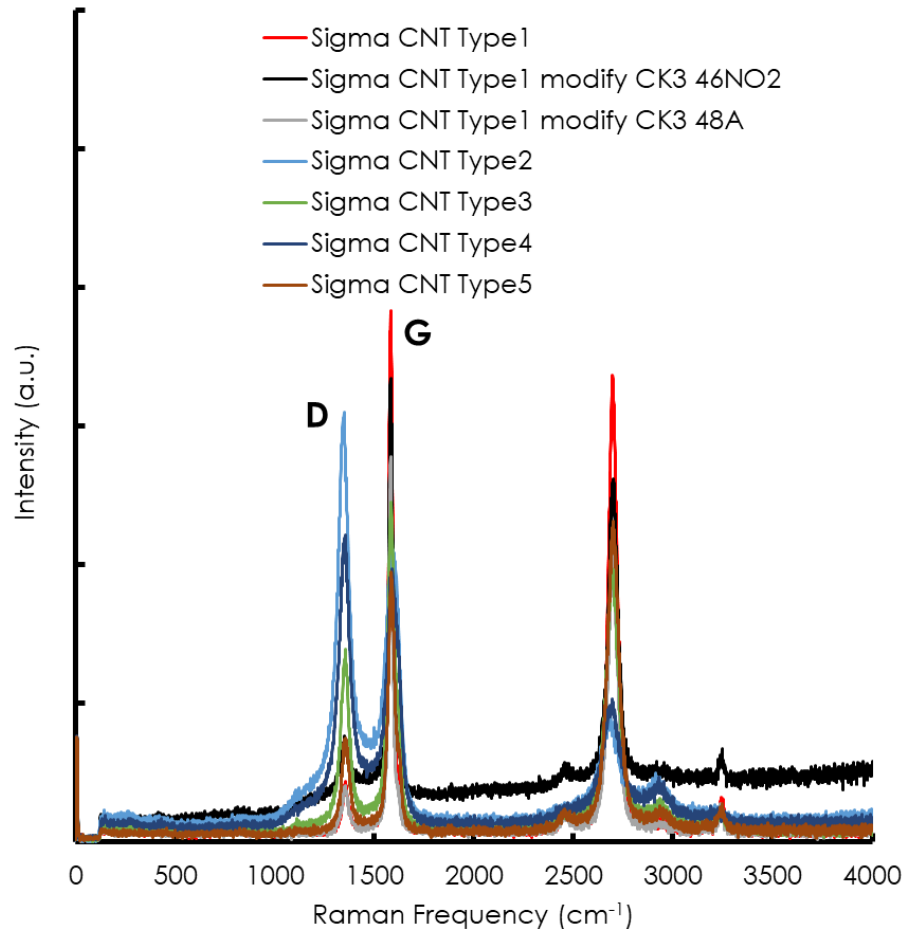 Sigma CNT Type1
Sigma CNT Type1 modify CK3 46NO2
Sigma CNT Type1 modify CK3 48A
Sigma CNT Type2
Sigma CNT Type3
Sigma CNT Type4
Sigma CNT Type5
G
D
Intensity (a.u.)
0 500 1000 1500 2000 2500 3000 3500 4000
Raman Frequency (cm⁻¹)